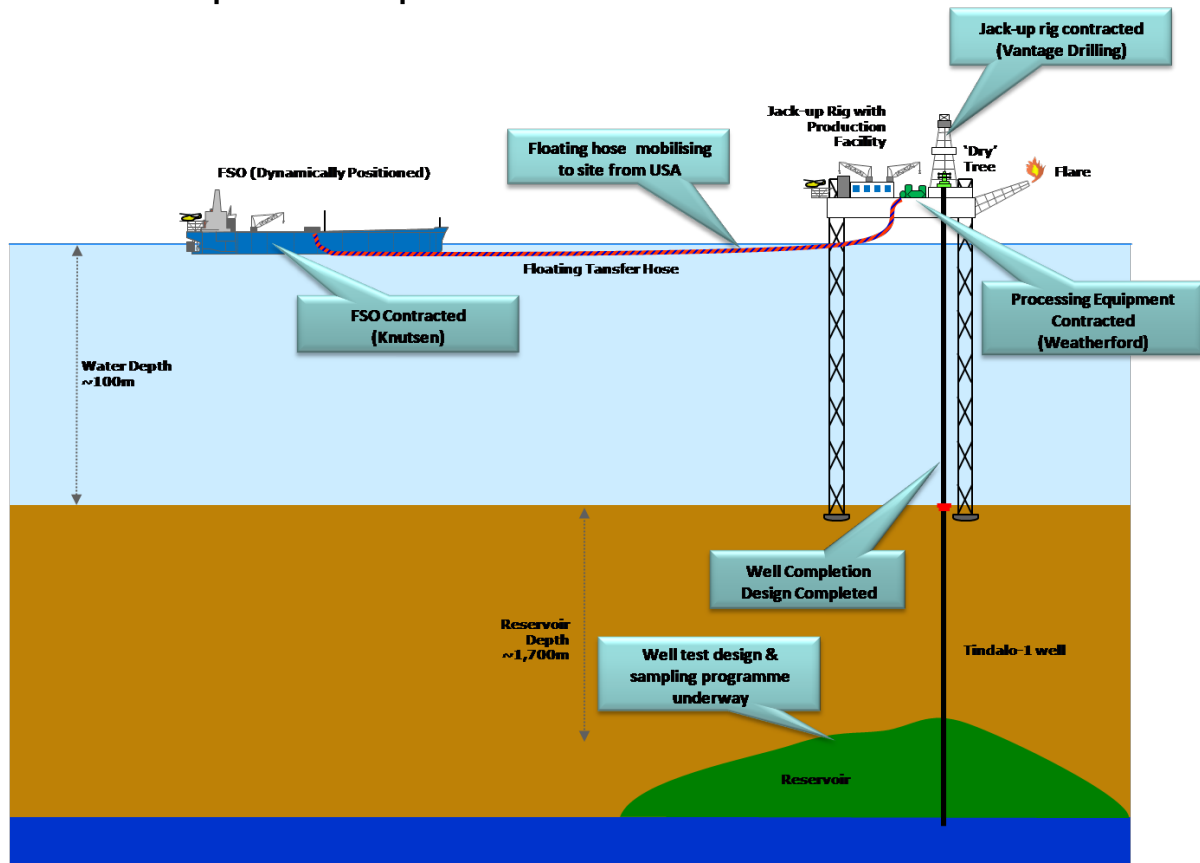 Jack-up rig contracted
(Vantage Drilling)
Jack-up Rig with
Production
Facility
'Dry'
Tree
Flare
Floating hose mobilising
to site from USA
FSO (Dynamically Positioned)
Floating Tansfer Hose
FSO Contracted
(Knutsen)
Processing Equipment
Contracted
(Weatherford)
Water Depth
~100m
Well Completion
Design Completed
Reservoir
Depth
~1,700m
Well test design &
sampling programme
underway
Tindalo-1 well
Reservoir